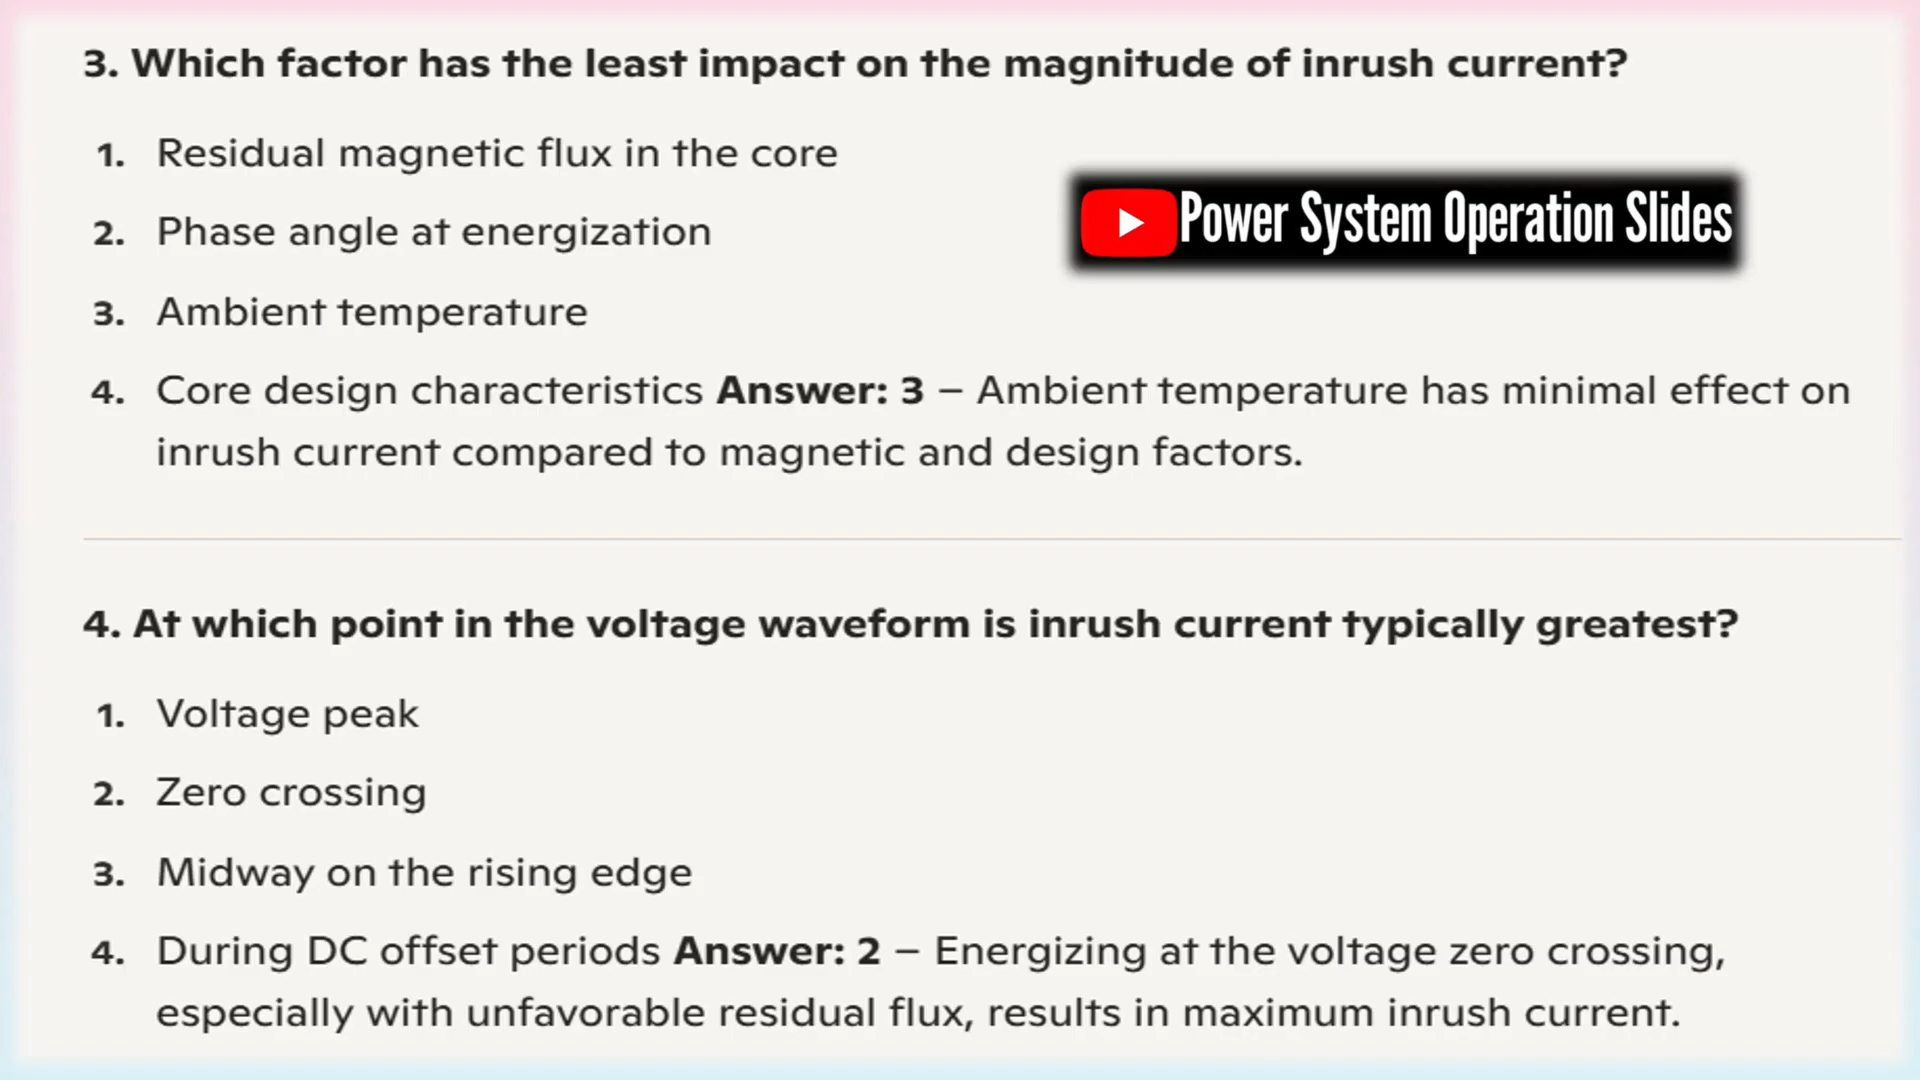 3. Which factor has the least impact on the magnitude of inrush current?
1. Residual magnetic flux in the core
2. Phase angle at energization
Power System Operation Slides
3. Ambient temperature
4. Core design characteristics Answer: 3 – Ambient temperature has minimal effect on
inrush current compared to magnetic and design factors.
4. At which point in the voltage waveform is inrush current typically greatest?
1. Voltage peak
2. Zero crossing
3. Midway on the rising edge
4. During DC offset periods Answer: 2 – Energizing at the voltage zero crossing,
especially with unfavorable residual flux, results in maximum inrush current.